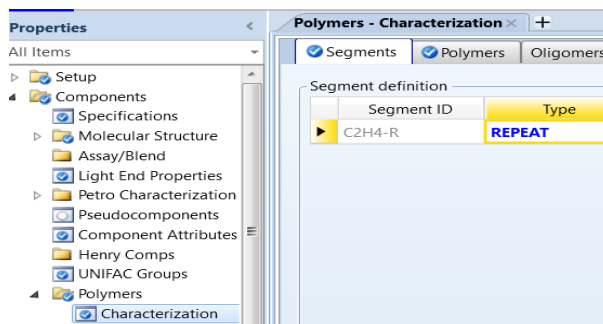 Properties
All Items
Setup
Components
Specifications
Molecular Structure
Assay/Blend
Light End Properties
Petro Characterization
Pseudocomponents
Component Attributes
Henry Comps
UNIFAC Groups
Polymers
Characterization
Polymers - Characterization × +
Segments Polymers Oligomers
Segment definition
Segment ID Type
C2H4-R REPEAT